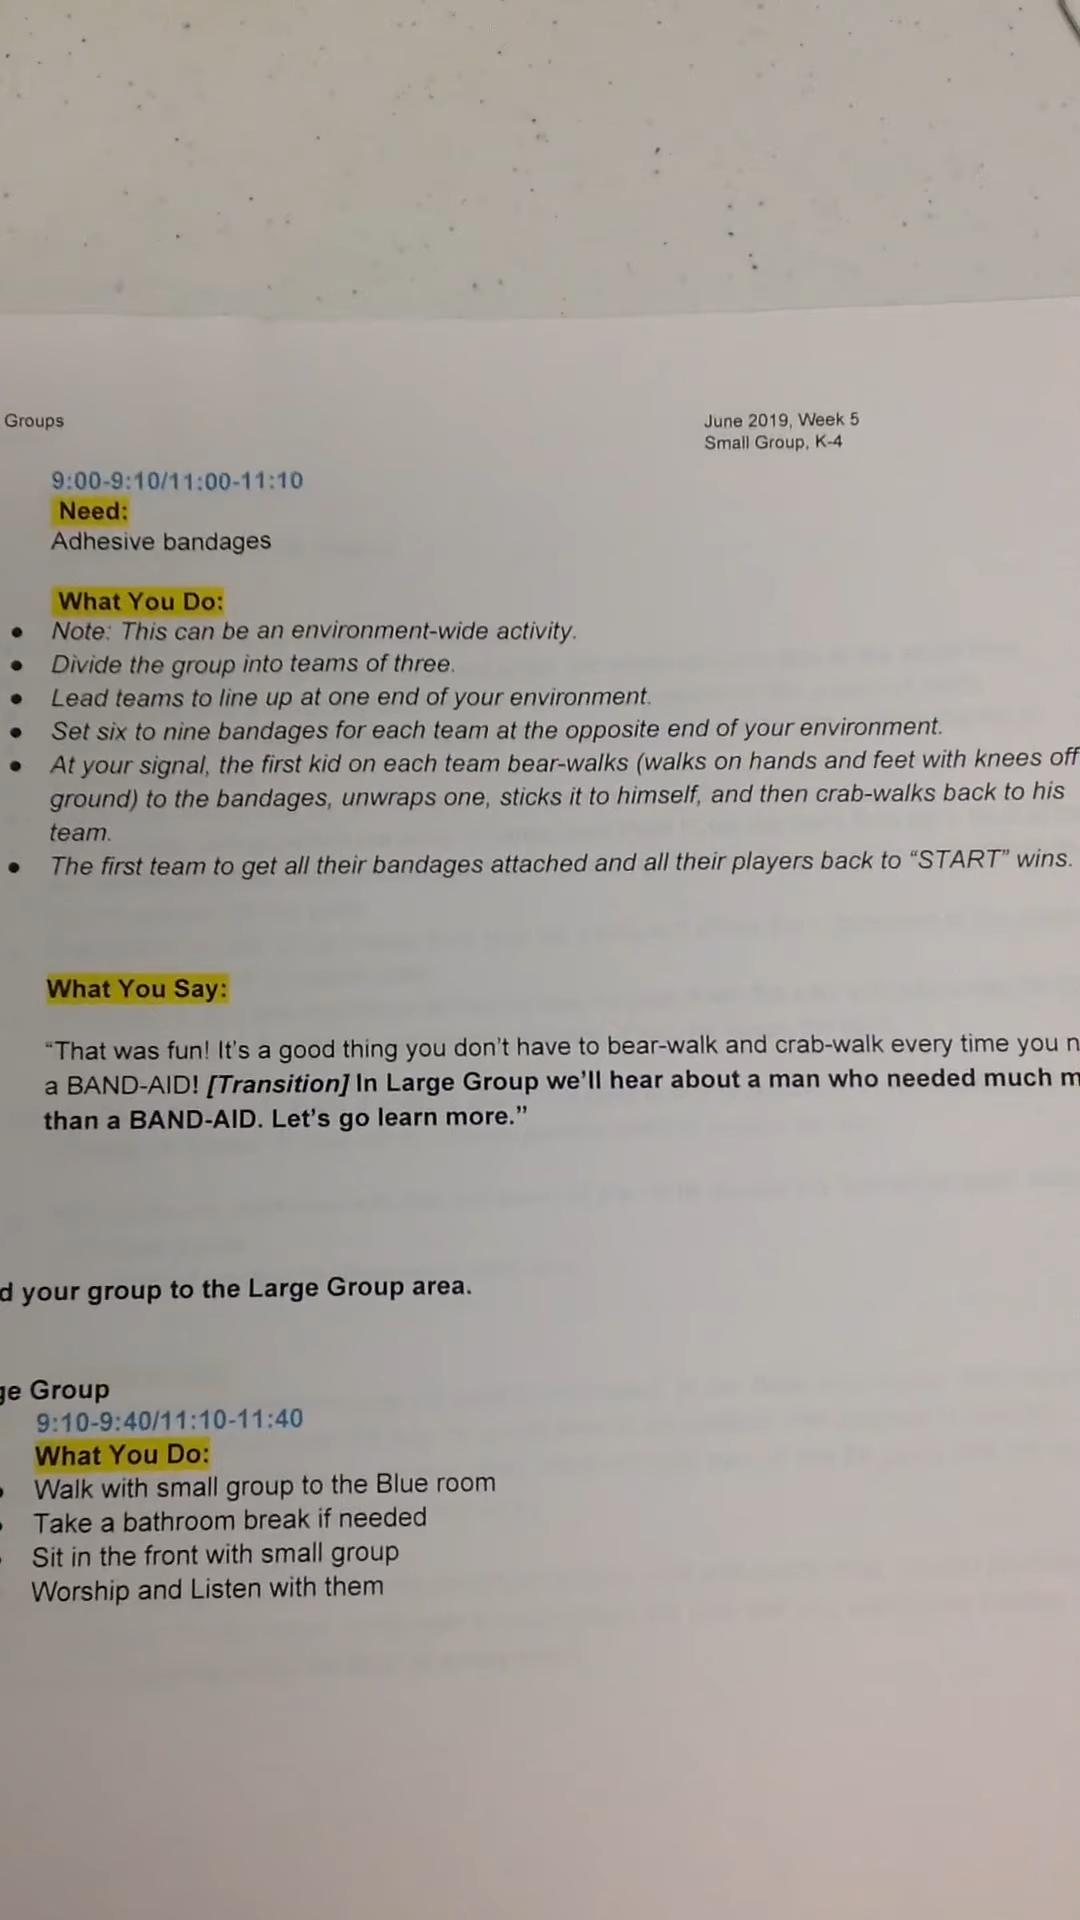 Groups
June 2019, Week 5
Small Group, K-4
9:00-9:10/11:00-11:10
Need:
Adhesive bandages
What You Do:
• Note: This can be an environment-wide activity.
• Divide the group into teams of three.
• Lead teams to line up at one end of your environment.
• Set six to nine bandages for each team at the opposite end of your environment.
• At your signal, the first kid on each team bear-walks (walks on hands and feet with knees off
ground) to the bandages, unwraps one, sticks it to himself, and then crab-walks back to his
team.
• The first team to get all their bandages attached and all their players back to “START” wins.
What You Say:
“That was fun! It’s a good thing you don’t have to bear-walk and crab-walk every time you n
a BAND-AID! [Transition] In Large Group we’ll hear about a man who needed much m
than a BAND-AID. Let’s go learn more.”
d your group to the Large Group area.
ge Group
9:10-9:40/11:10-11:40
What You Do:
• Walk with small group to the Blue room
• Take a bathroom break if needed
• Sit in the front with small group
Worship and Listen with them